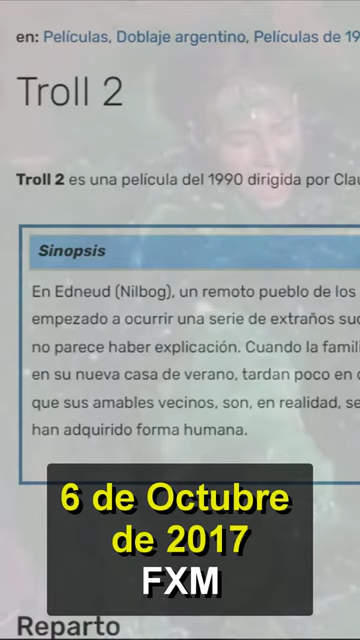 en: Películas, Doblaje argentino, Películas de 19
Troll 2
Troll 2 es una película del 1990 dirigida por Clau
Sinopsis
En Edneud (Nilbog), un remoto pueblo de los
empezado a ocurrir una serie de extraños suc
no parece haber explicación. Cuando la famili
en su nueva casa de verano, tardan poco en
que sus amables vecinos, son, en realidad, se
han adquirido forma humana.
6 de Octubre
de 2017
FXM
Reparto